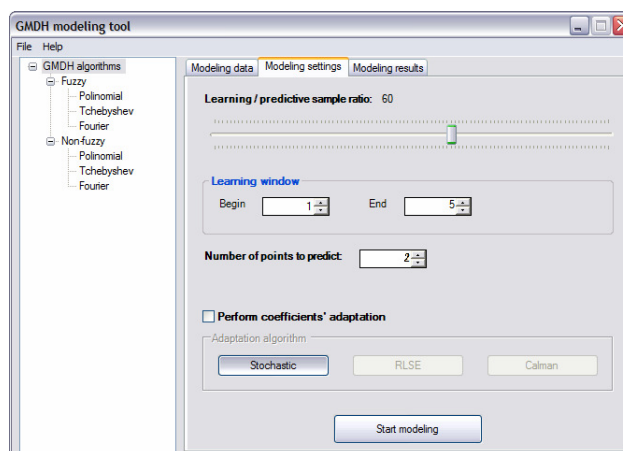 GMDH modeling tool
File Help
GMDH algorithms
Fuzzy
Polinomial
Tchebyshev
Fourier
Non-fuzzy
Polinomial
Tchebyshev
Fourier
Modeling data Modeling settings Modeling results
Learning / predictive sample ratio: 60
Learning window
Begin 1 End 5
Number of points to predict: 2
Perform coefficients' adaptation
Adaptation algorithm
Stochastic RLSE Calman
Start modeling